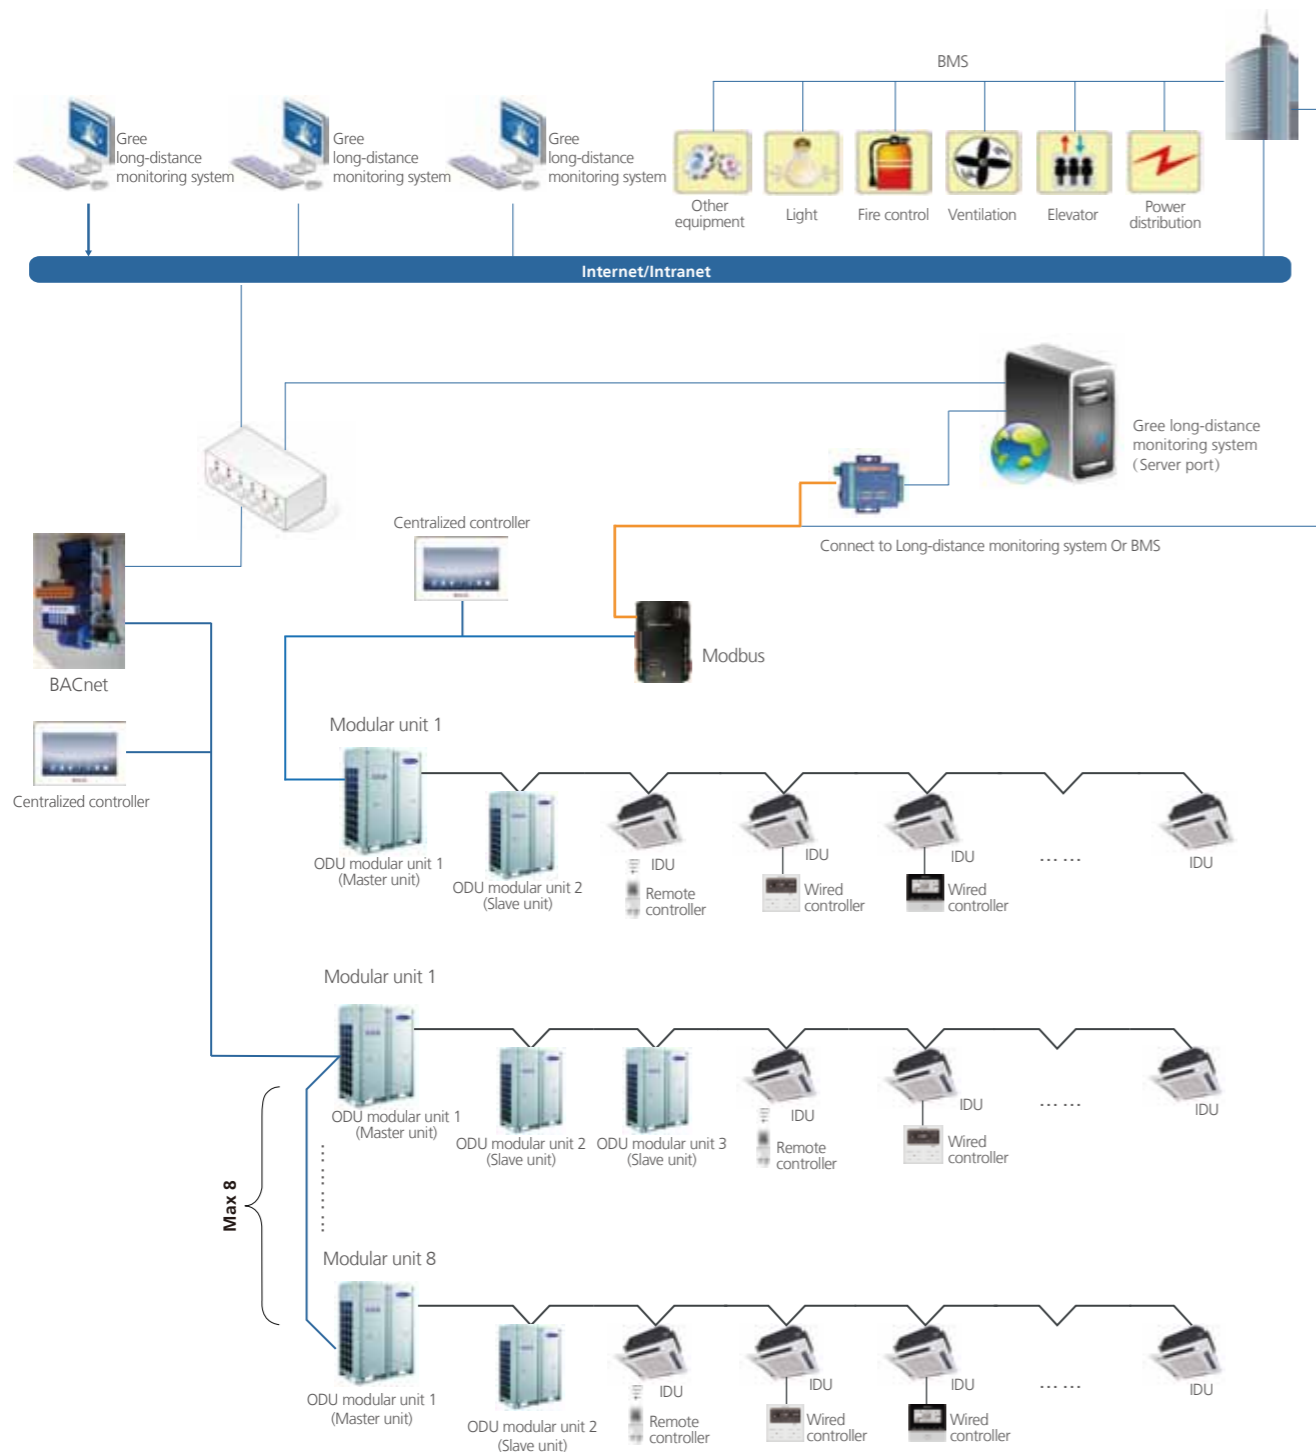 BMS
Gree
long-distance
monitoring system
Gree
long-distance
monitoring system
Gree
long-distance
monitoring system
Other
equipment
Light
Fire control
Ventilation
Elevator
Power
distribution
Internet/Intranet
Gree long-distance
monitoring system
(Server port)
Centralized controller
Connect to Long-distance monitoring system Or BMS
Modbus
BACnet
Centralized controller
Modular unit 1
ODU modular unit 1
(Master unit)
ODU modular unit 2
(Slave unit)
IDU
Remote
controller
IDU
Wired
controller
IDU
Wired
controller
... ...
IDU
Modular unit 1
ODU modular unit 1
(Master unit)
ODU modular unit 2
(Slave unit)
ODU modular unit 3
(Slave unit)
IDU
Remote
controller
IDU
Wired
controller
... ...
IDU
Max 8
Modular unit 8
ODU modular unit 1
(Master unit)
ODU modular unit 2
(Slave unit)
IDU
Remote
controller
IDU
Wired
controller
IDU
Wired
controller
... ...
IDU